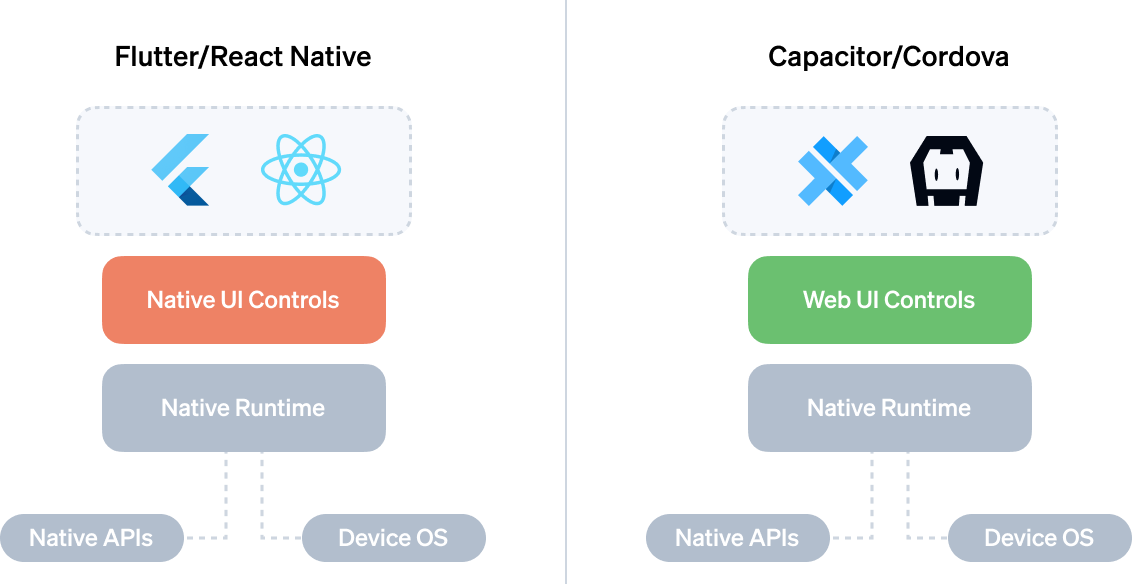 Flutter/React Native
Native UI Controls
Native Runtime
Native APIs
Device OS
Capacitor/Cordova
Web UI Controls
Native Runtime
Native APIs
Device OS